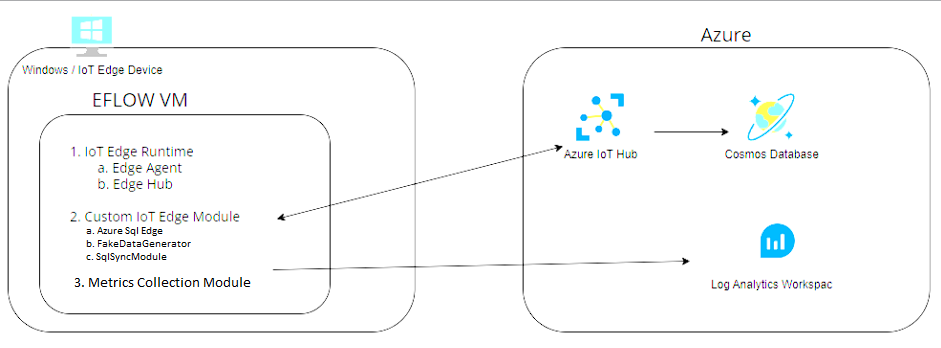 Azure
Windows / IoT Edge Device
EFLOW VM
1. IoT Edge Runtime
a. Edge Agent
b. Edge Hub
2. Custom IoT Edge Module
a. Azure Sql Edge
b. FakeDataGenerator
c. SqlSyncModule
3. Metrics Collection Module
Azure IoT Hub
Cosmos Database
Log Analytics Workspac